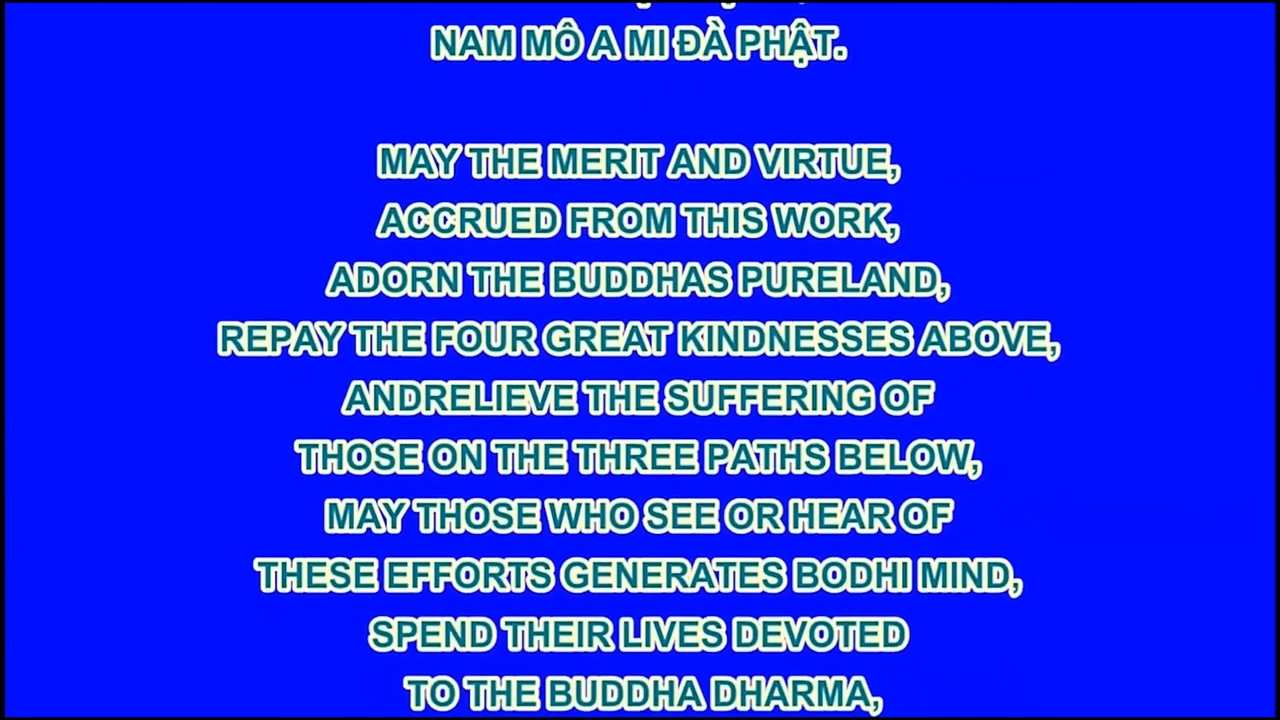 NAM MÔ A MI ĐÀ PHẬT.
MAY THE MERIT AND VIRTUE,
ACCRUED FROM THIS WORK,
ADORN THE BUDDHAS PURELAND,
REPAY THE FOUR GREAT KINDNESSES ABOVE,
ANDRELIEVE THE SUFFERING OF
THOSE ON THE THREE PATHS BELOW,
MAY THOSE WHO SEE OR HEAR OF
THESE EFFORTS GENERATES BODHI MIND,
SPEND THEIR LIVES DEVOTED
TO THE BUDDHA DHARMA,